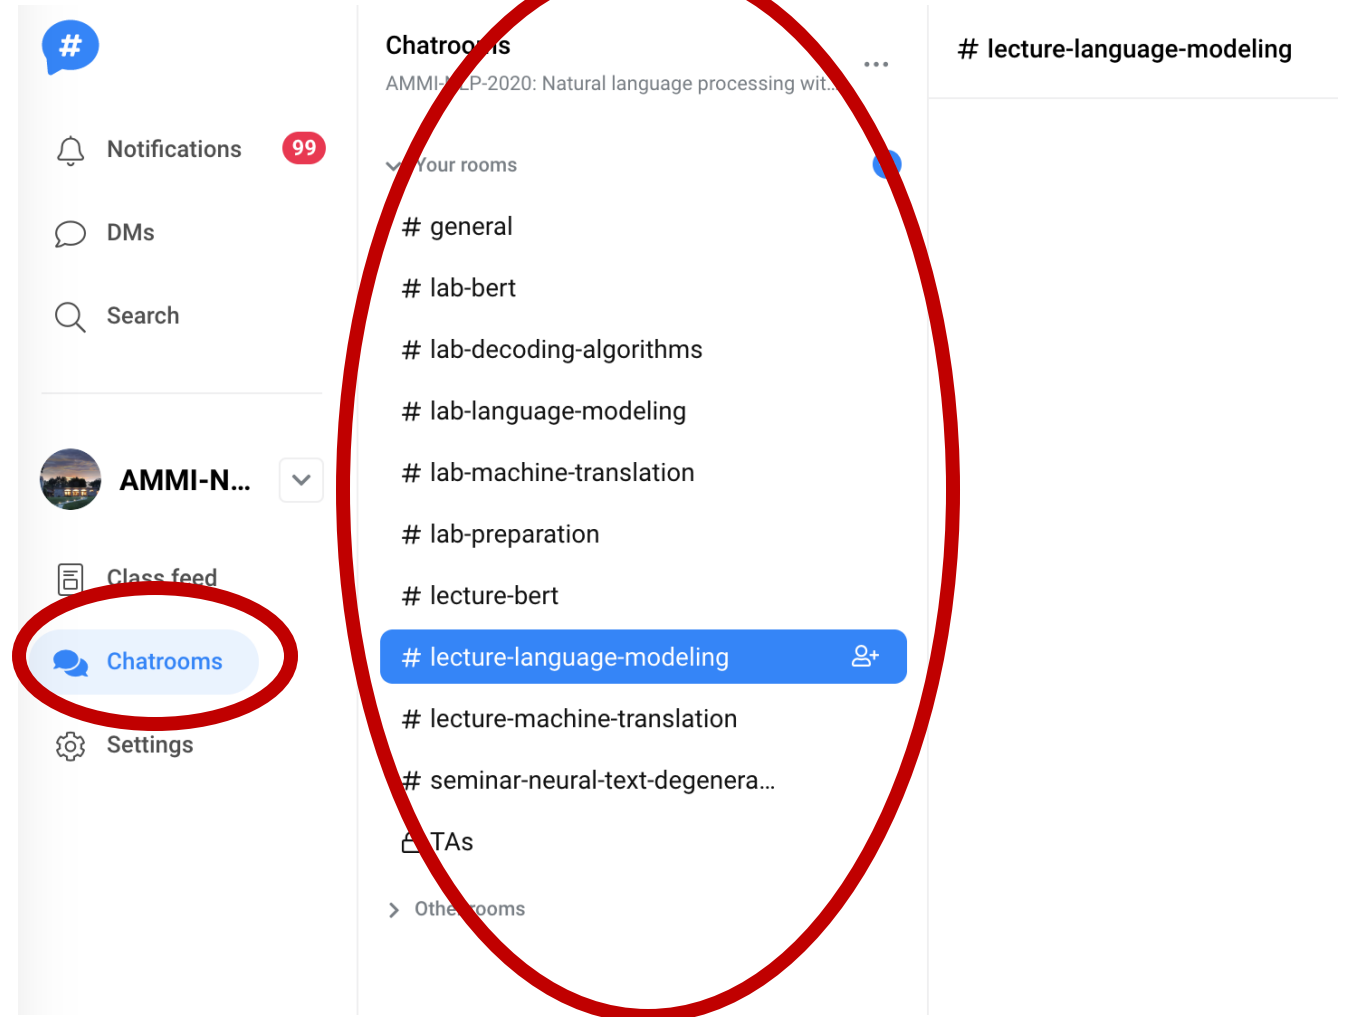 #
Notifications 99
DMs
Search
AMMI-N...
Class feed
Chatrooms
Settings
Chatrooms
AMMI-NLP-2020: Natural language processing wit...
Your rooms
# general
# lab-bert
# lab-decoding-algorithms
# lab-language-modeling
# lab-machine-translation
# lab-preparation
# lecture-bert
# lecture-language-modeling
# lecture-machine-translation
# seminar-neural-text-degenera...
TAs
Other rooms
# lecture-language-modeling